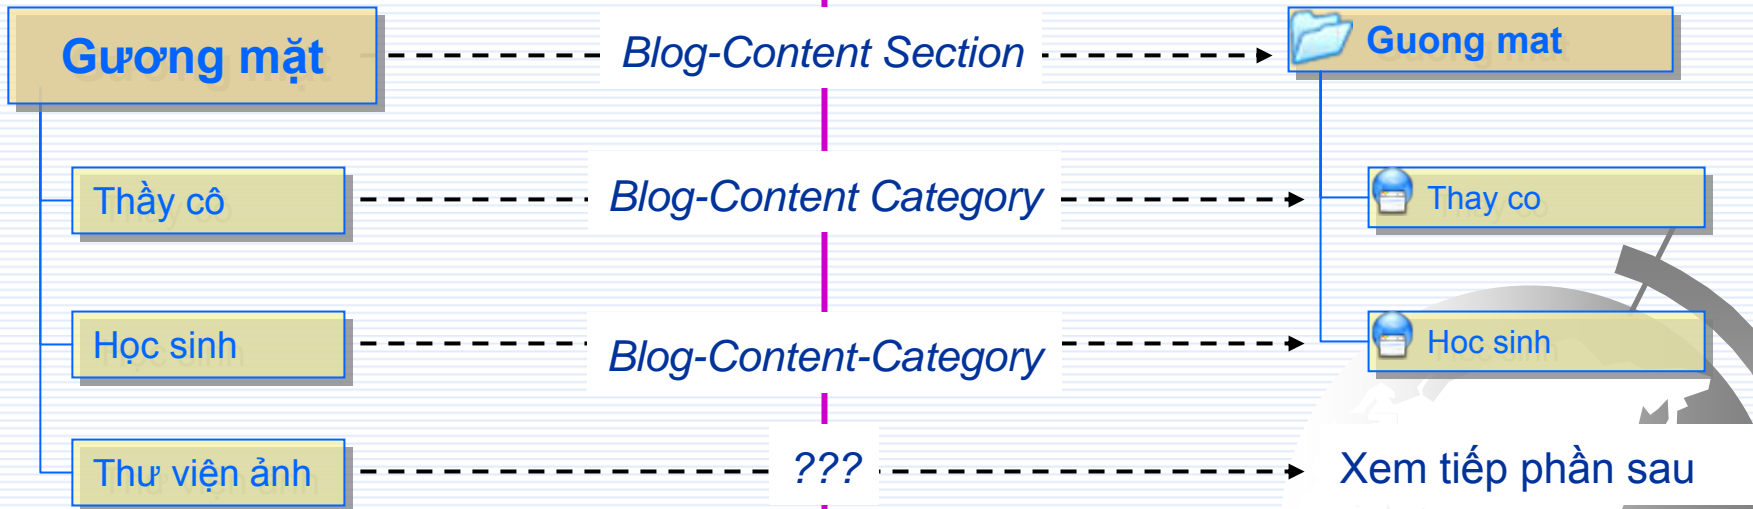 Gương mặt
Blog-Content Section
Guong mat
Thầy cô
Blog-Content Category
Thay co
Học sinh
Blog-Content-Category
Hoc sinh
Thư viện ảnh
???
Xem tiếp phần sau